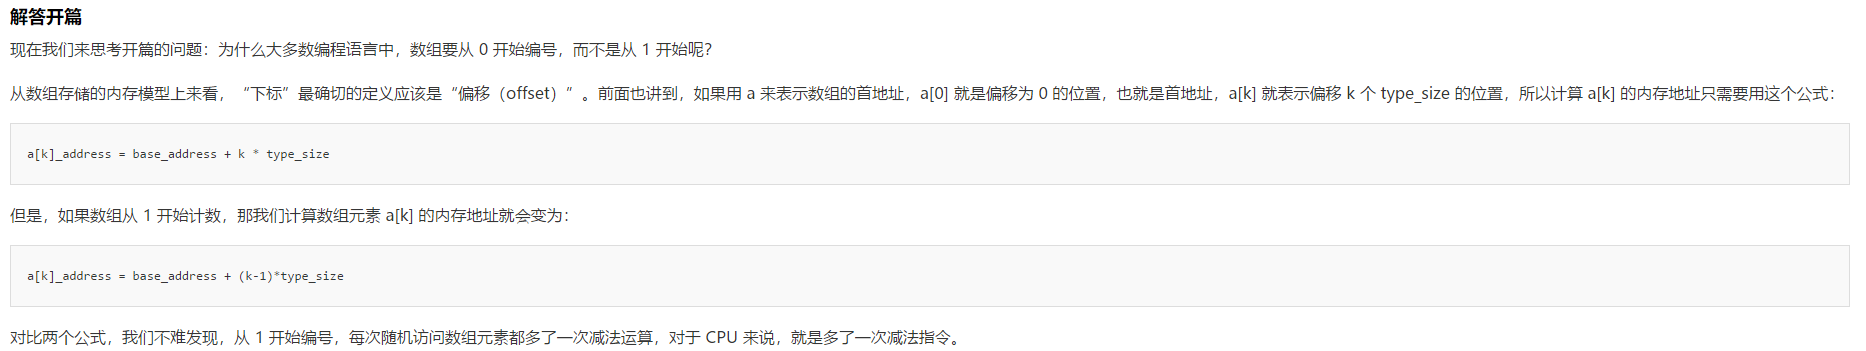 解答开篇
现在我们来思考开篇的问题：为什么大多数编程语言中，数组要从 0 开始编号，而不是从 1 开始呢？
从数组存储的内存模型上来看，“下标”最确切的定义应该是“偏移（offset）”。前面也讲到，如果用 a 来表示数组的首地址，a[0] 就是偏移为 0 的位置，也就是首地址，a[k] 就表示偏移 k 个 type_size 的位置，所以计算 a[k] 的内存地址只需要用这个公式：
a[k]_address = base_address + k * type_size
但是，如果数组从 1 开始计数，那我们计算数组元素 a[k] 的内存地址就会变为：
a[k]_address = base_address + (k-1)*type_size
对比两个公式，我们不难发现，从 1 开始编号，每次随机访问数组元素都多了一次减法运算，对于 CPU 来说，就是多了一次减法指令。